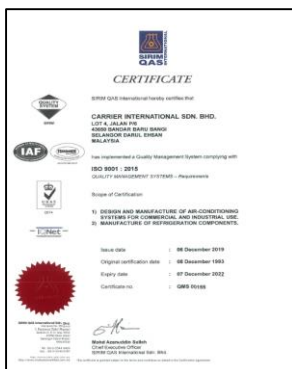 SIRIM
QAS
INTERNATIONAL
CERTIFICATE
SIRIM QAS International hereby certifies that
CARRIER INTERNATIONAL SDN. BHD.
LOT 4, JALAN P/6
43650 BANDAR BARU BANGI
SELANGOR DARUL EHSAN
MALAYSIA
has implemented a Quality Management System complying with
ISO 9001 : 2015
QUALITY MANAGEMENT SYSTEMS – Requirements
Scope of Certification
1) DESIGN AND MANUFACTURE OF AIR-CONDITIONING
SYSTEMS FOR COMMERCIAL AND INDUSTRIAL USE.
2) MANUFACTURE OF REFRIGERATION COMPONENTS.
Issue date : 08 December 2019
Original certification date : 08 December 1993
Expiry date : 07 December 2022
Certificate no : QMS
QUALITY
SYSTEM
IAF
IQNet
Chief Executive Officer
SIRIM QAS International Sdn. Bhd.